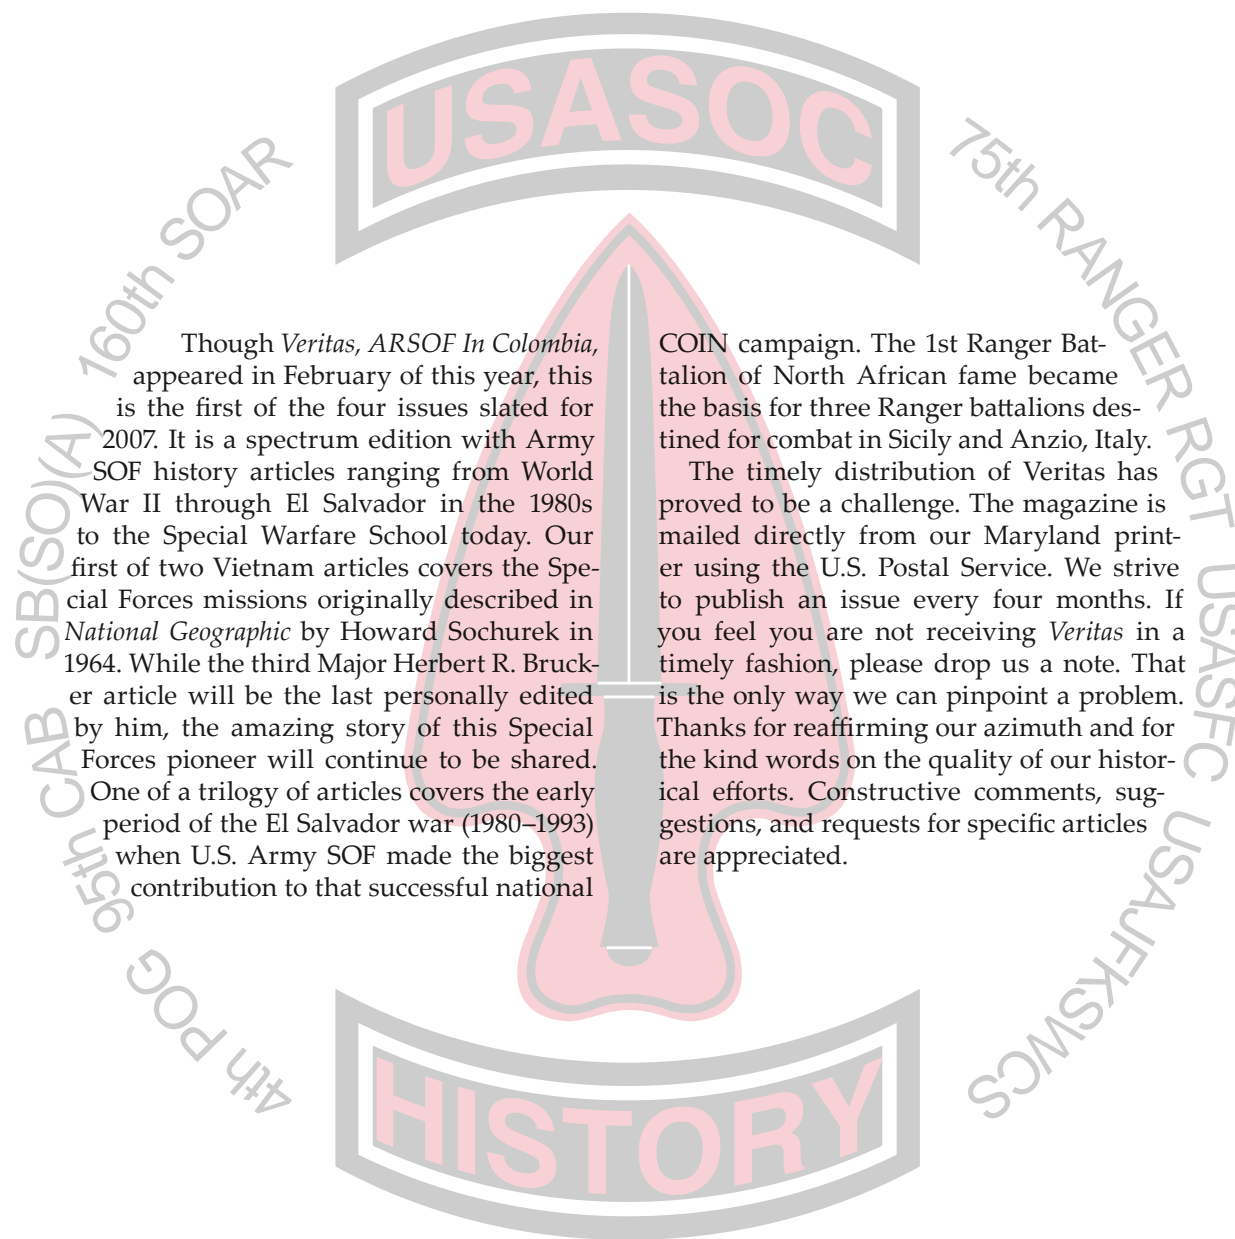 USASOC
160th SOAR
75th RANGER RGT
USASFC
USAJFKSWCS
SB(SO)(A)
95th CAB
4th POG
Though Veritas, ARSOF In Colombia,
appeared in February of this year, this
is the first of the four issues slated for
2007. It is a spectrum edition with Army
SOF history articles ranging from World
War II through El Salvador in the 1980s
to the Special Warfare School today. Our
first of two Vietnam articles covers the Spe-
cial Forces missions originally described in
National Geographic by Howard Sochurek in
1964. While the third Major Herbert R. Bruck-
er article will be the last personally edited
by him, the amazing story of this Special
Forces pioneer will continue to be shared.
One of a trilogy of articles covers the early
period of the El Salvador war (1980–1993)
when U.S. Army SOF made the biggest
contribution to that successful national
COIN campaign. The 1st Ranger Bat-
talion of North African fame became
the basis for three Ranger battalions des-
tined for combat in Sicily and Anzio, Italy.
The timely distribution of Veritas has
proved to be a challenge. The magazine is
mailed directly from our Maryland print-
er using the U.S. Postal Service. We strive
to publish an issue every four months. If
you feel you are not receiving Veritas in a
timely fashion, please drop us a note. That
is the only way we can pinpoint a problem.
Thanks for reaffirming our azimuth and for
the kind words on the quality of our histor-
ical efforts. Constructive comments, sug-
gestions, and requests for specific articles
are appreciated.
HISTORY